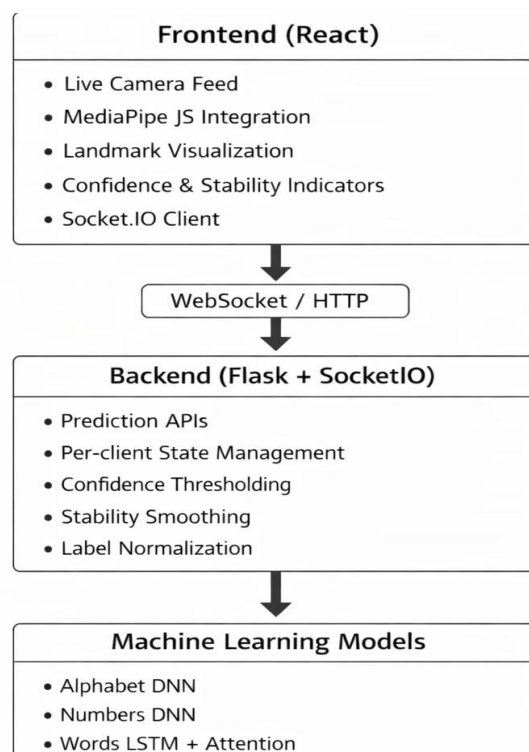 Frontend (React)
• Live Camera Feed
• MediaPipe JS Integration
• Landmark Visualization
• Confidence & Stability Indicators
• Socket.IO Client
WebSocket / HTTP
Backend (Flask + SocketIO)
• Prediction APIs
• Per-client State Management
• Confidence Thresholding
• Stability Smoothing
• Label Normalization
Machine Learning Models
• Alphabet DNN
• Numbers DNN
• Words LSTM + Attention